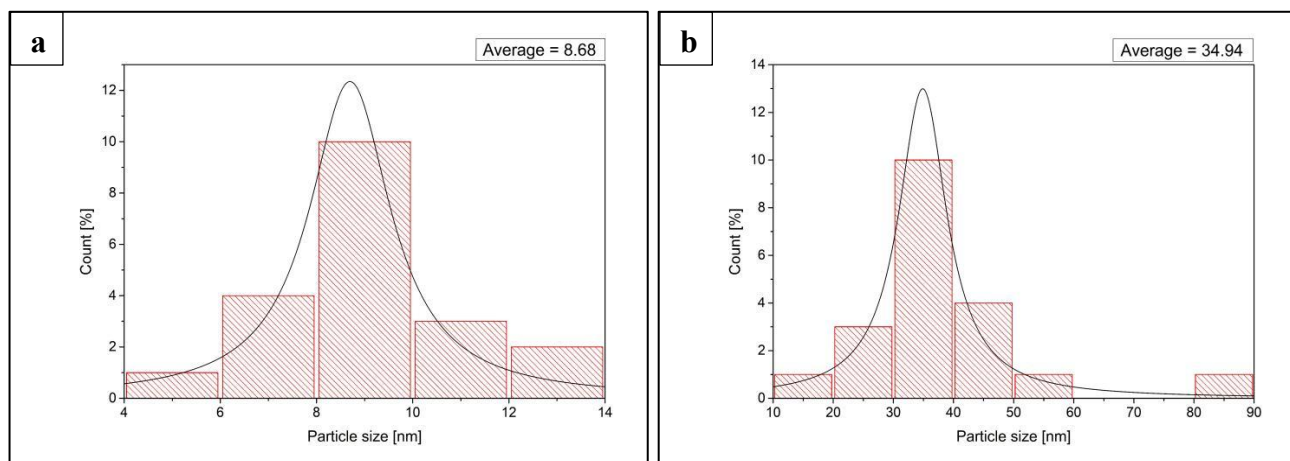 a
Average = 8.68
12
10
8
6
4
2
0
Count [%]
4 6 8 10 12 14
Particle size [nm]
b
Average = 34.94
14
12
10
8
6
4
2
0
Count [%]
10 20 30 40 50 60 70 80 90
Particle size [nm]